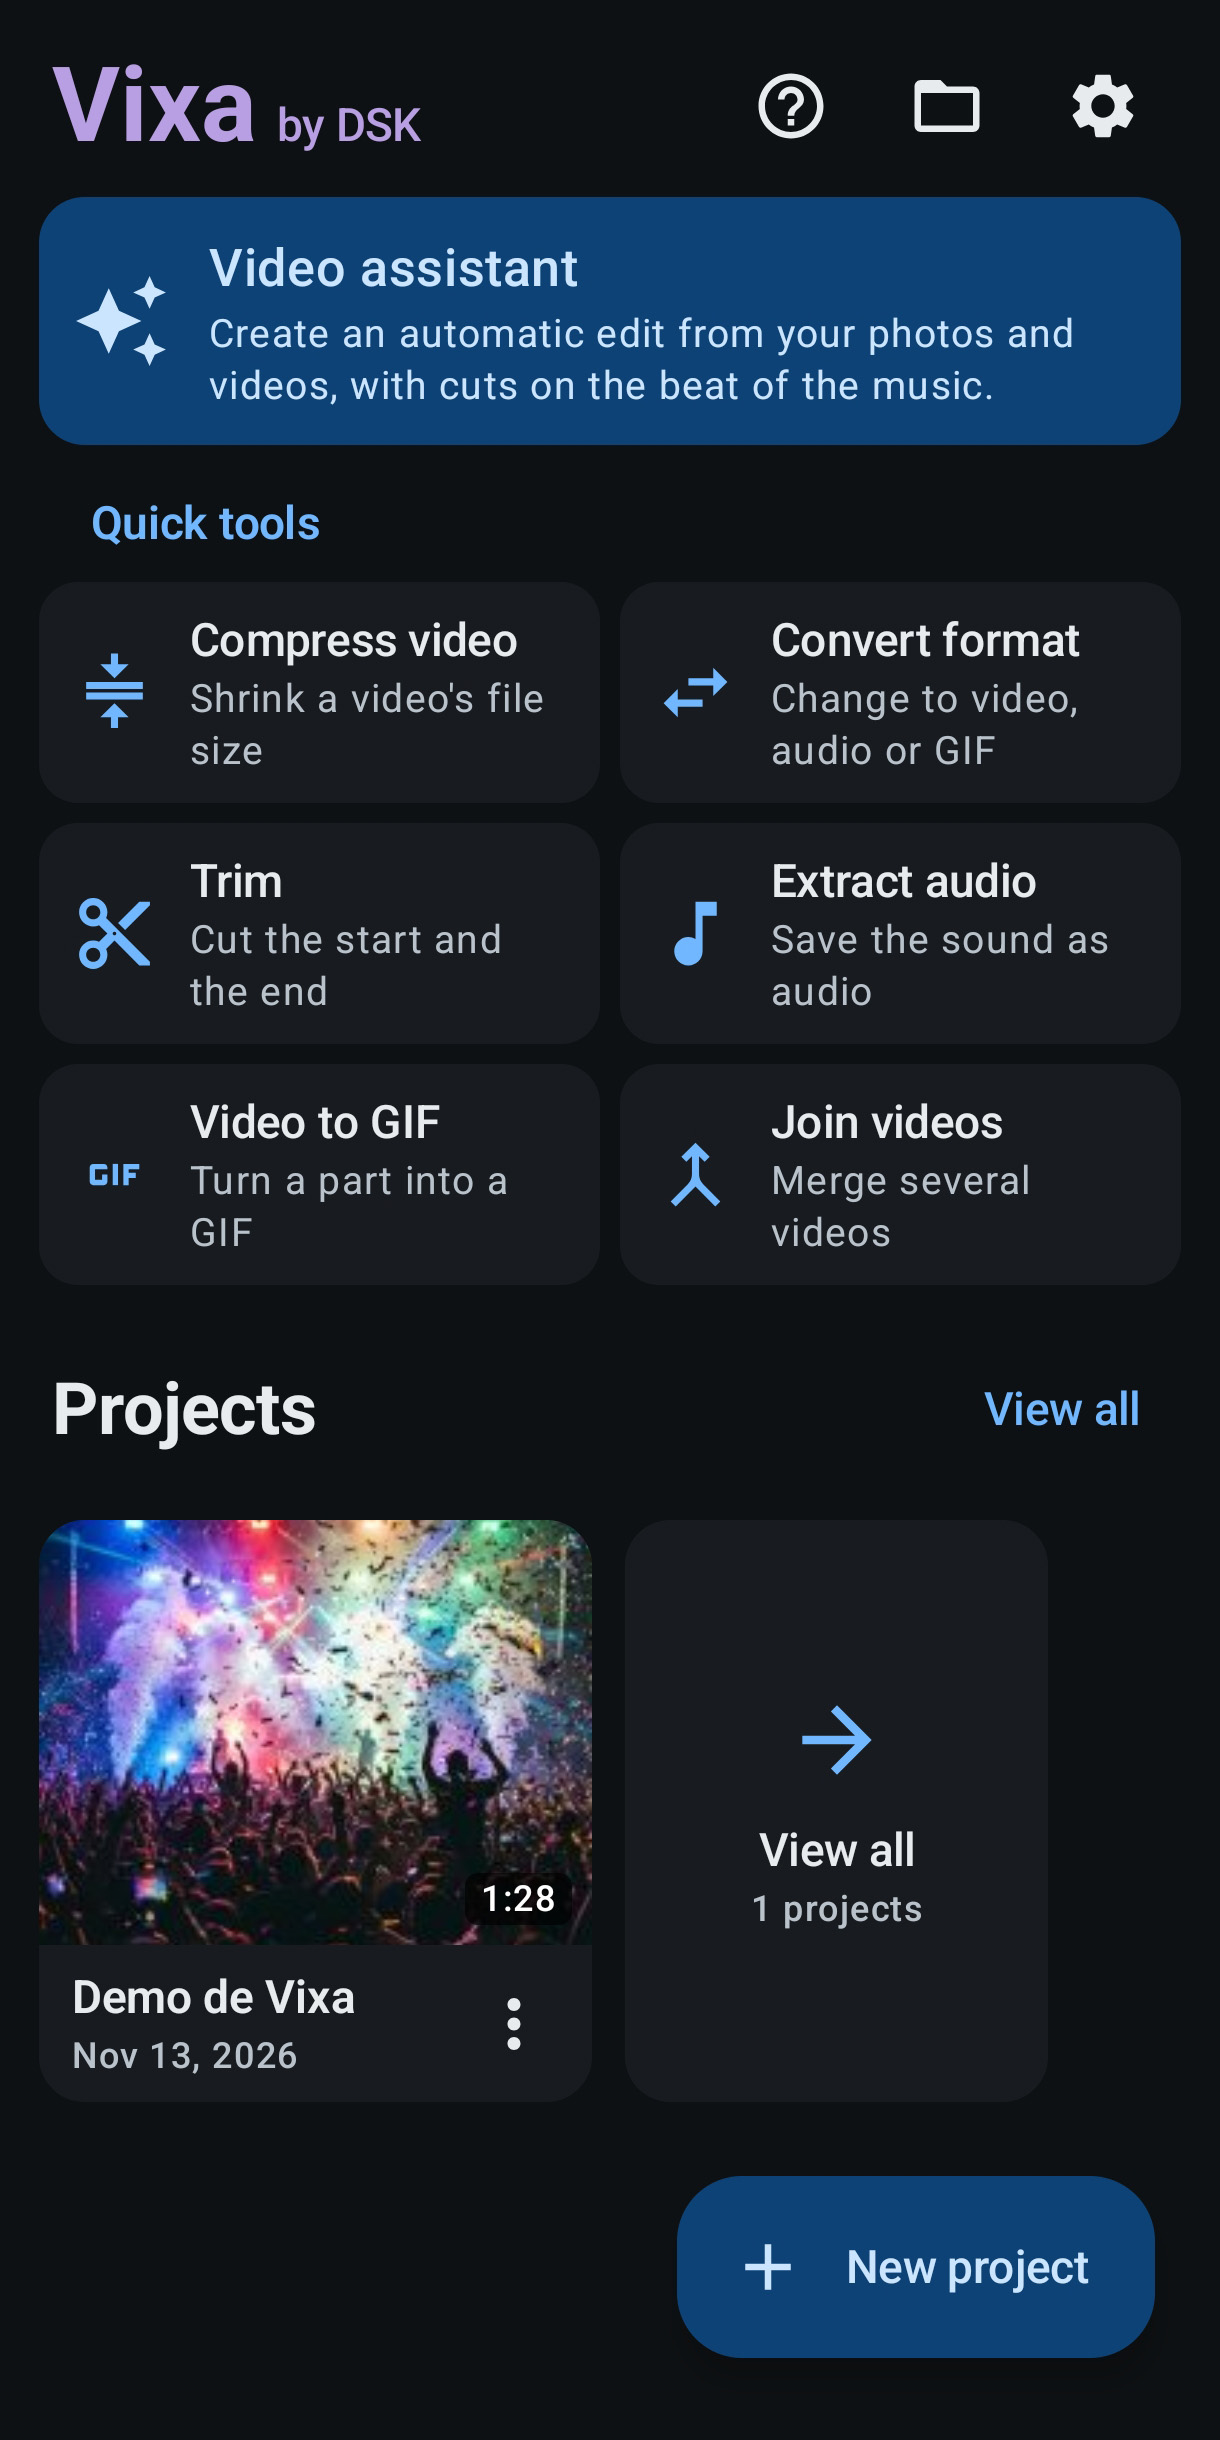 Vixa by DSK
Video assistant
Create an automatic edit from your photos and
videos, with cuts on the beat of the music.
Quick tools
Compress video
Shrink a video's file
size
Convert format
Change to video,
audio or GIF
Trim
Cut the start and
the end
Extract audio
Save the sound as
audio
GIF
Video to GIF
Turn a part into a
GIF
Join videos
Merge several
videos
Projects
View all
1:28
Demo de Vixa
Nov 13, 2026
View all
1 projects
New project